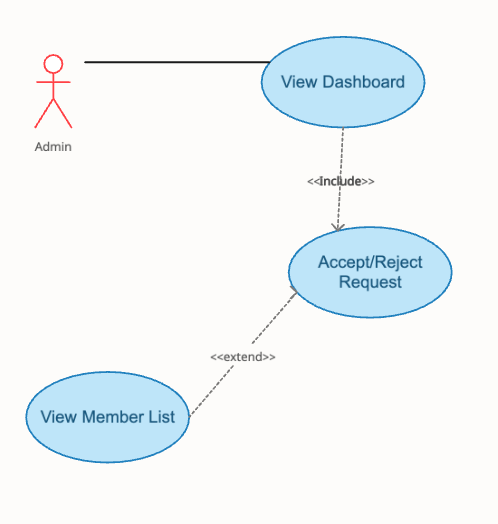 View Dashboard
Admin
<<Include>>
Accept/Reject
Request
<<extend>>
View Member List